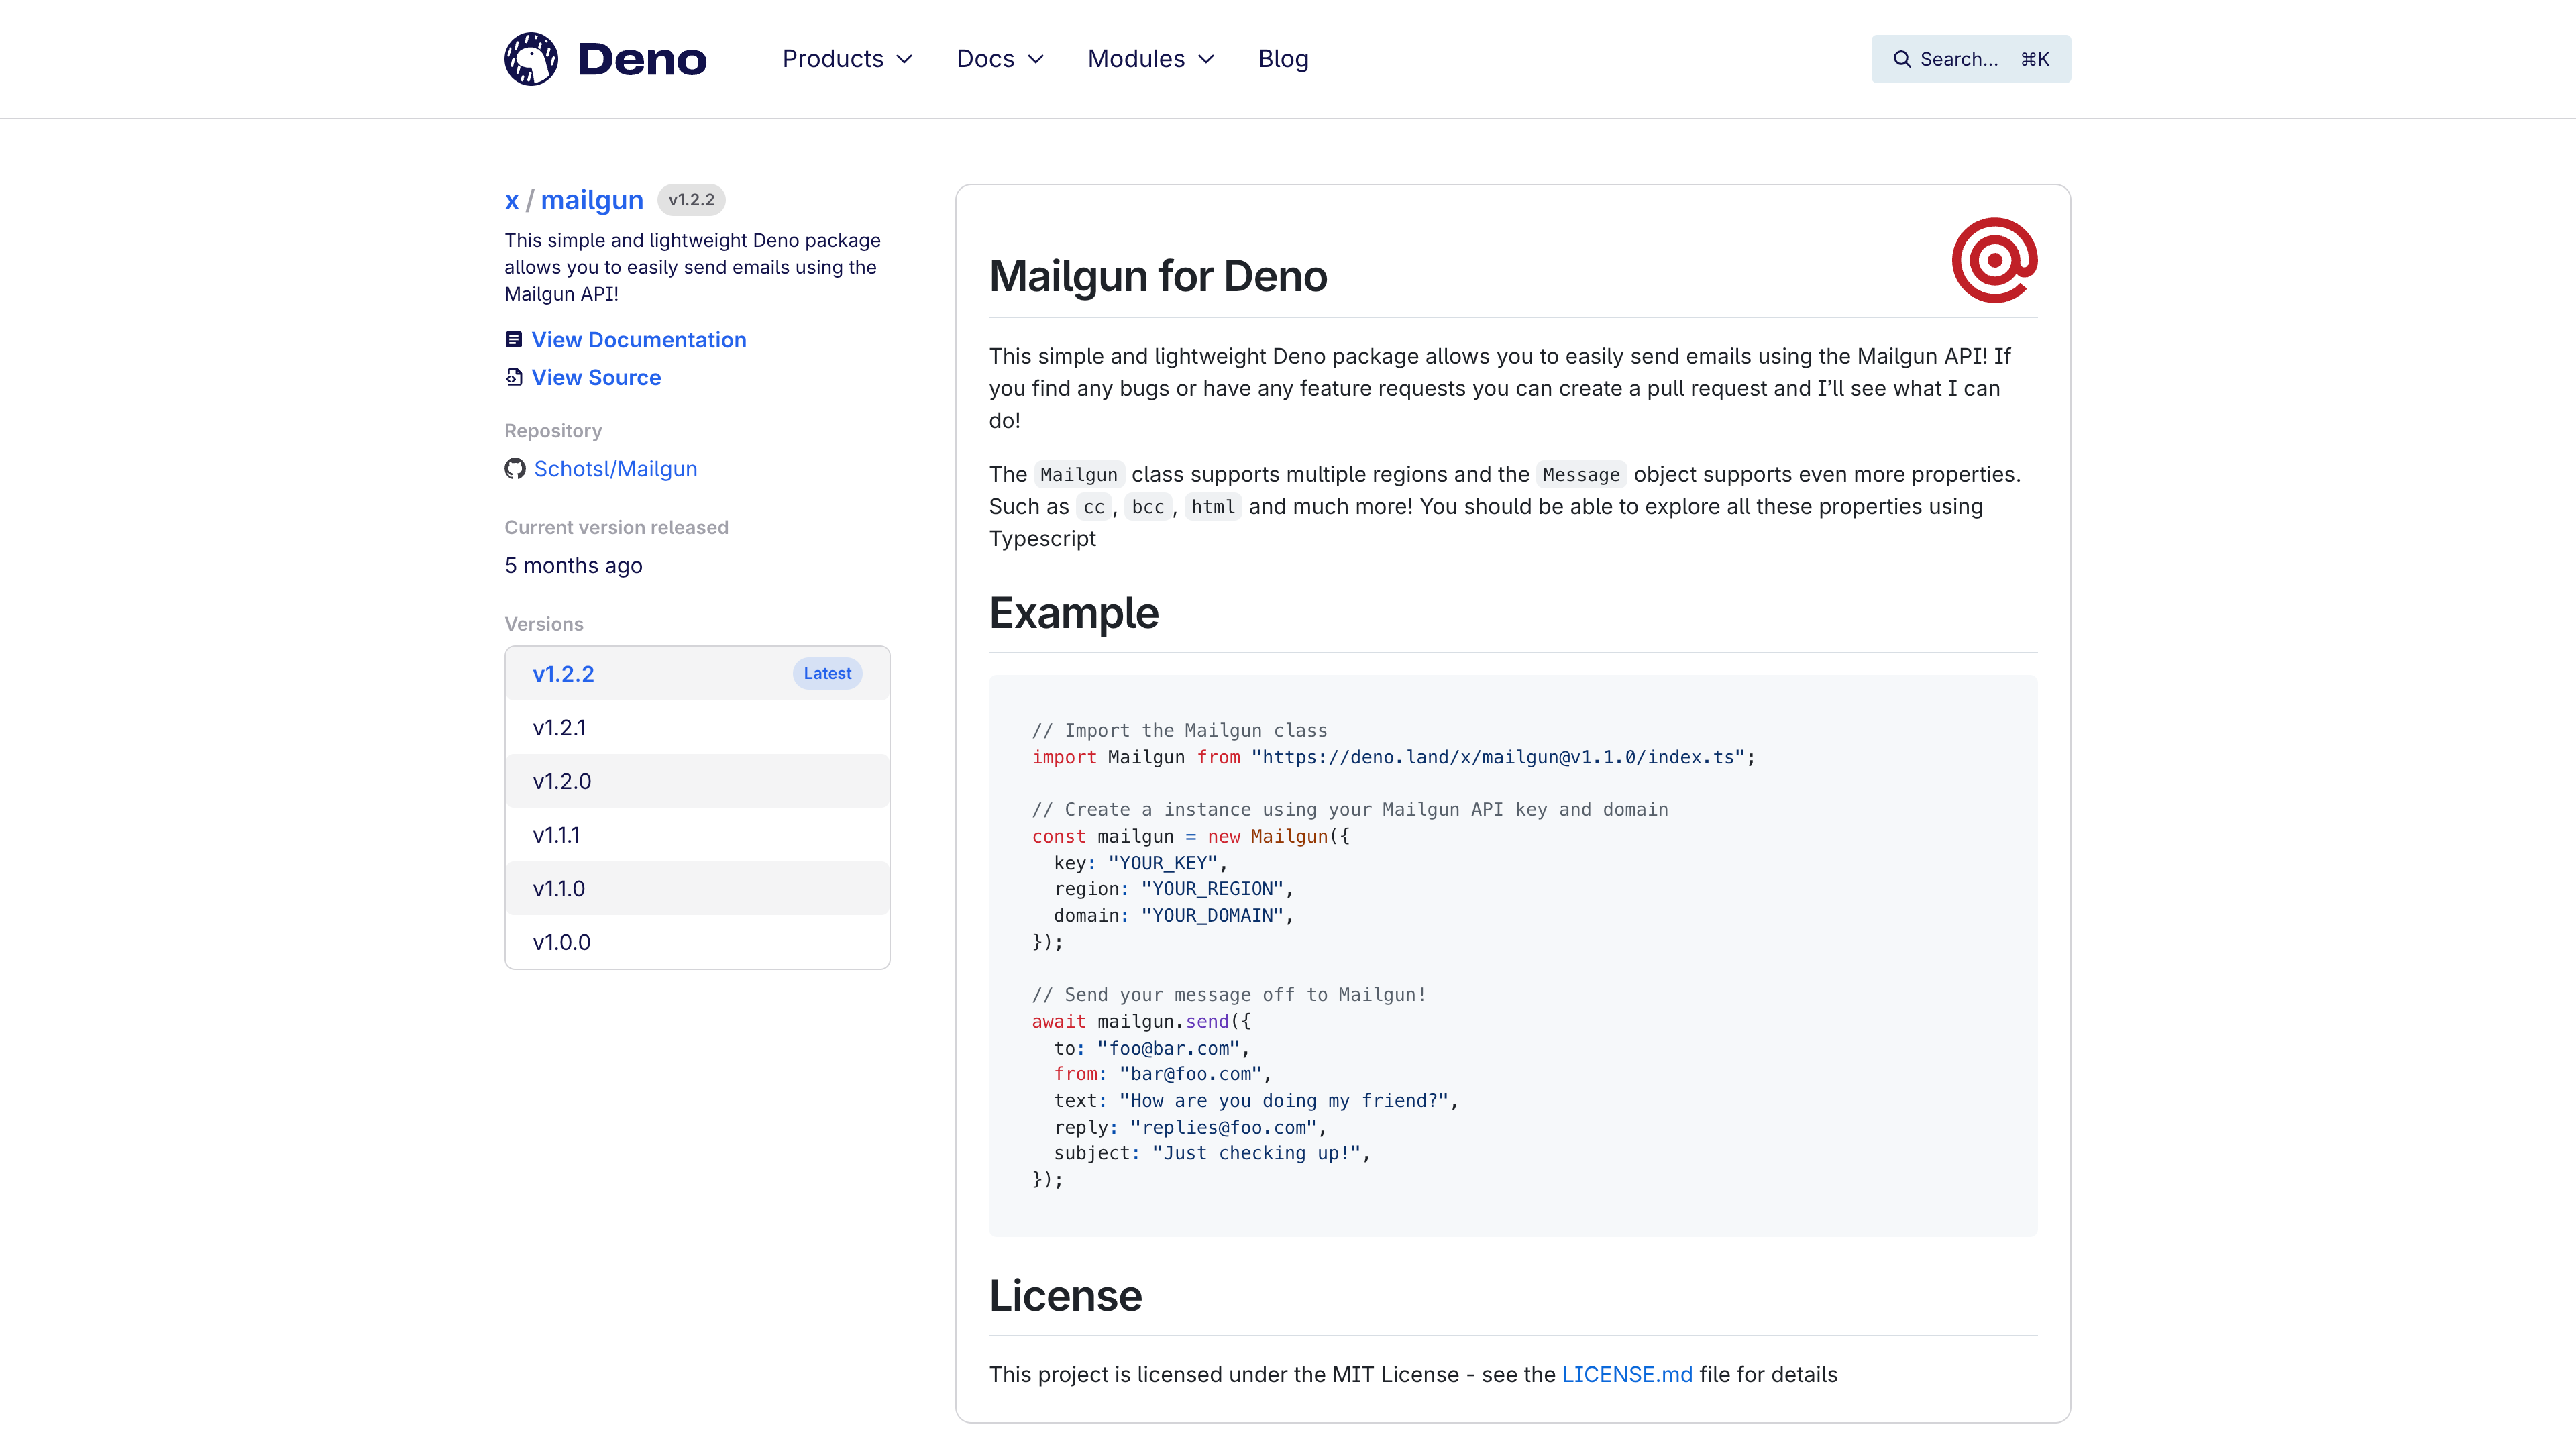 Deno
Products
Docs
Modules
Blog
Search... ⌘K
x / mailgun v1.2.2
This simple and lightweight Deno package
allows you to easily send emails using the
Mailgun API!
View Documentation
View Source
Repository
Schotsl/Mailgun
Current version released
5 months ago
Versions
v1.2.2 Latest
v1.2.1
v1.2.0
v1.1.1
v1.1.0
v1.0.0
Mailgun for Deno
This simple and lightweight Deno package allows you to easily send emails using the Mailgun API! If
you find any bugs or have any feature requests you can create a pull request and I’ll see what I can
do!
The Mailgun class supports multiple regions and the Message object supports even more properties.
Such as cc, bcc, html and much more! You should be able to explore all these properties using
Typescript
Example
// Import the Mailgun class
import Mailgun from "https://deno.land/x/mailgun@v1.1.0/index.ts";
// Create a instance using your Mailgun API key and domain
const mailgun = new Mailgun({
  key: "YOUR_KEY",
  region: "YOUR_REGION",
  domain: "YOUR_DOMAIN",
});
// Send your message off to Mailgun!
await mailgun.send({
  to: "foo@bar.com",
  from: "bar@foo.com",
  text: "How are you doing my friend?",
  reply: "replies@foo.com",
  subject: "Just checking up!",
});
License
This project is licensed under the MIT License - see the LICENSE.md file for details